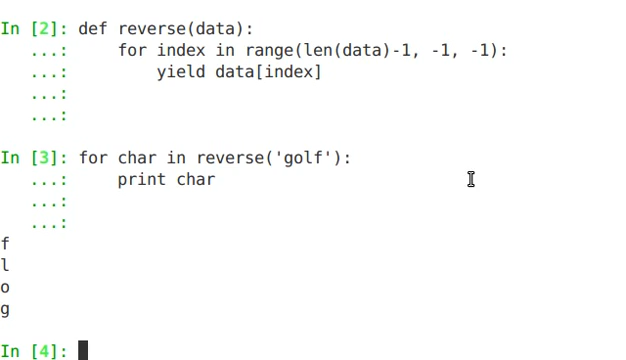 In [2]: def reverse(data):
   ...:     for index in range(len(data)-1, -1, -1):
   ...:         yield data[index]
   ...:
   ...:
In [3]: for char in reverse('golf'):
   ...:     print char
   ...:
   ...:
f
l
o
g
In [4]: